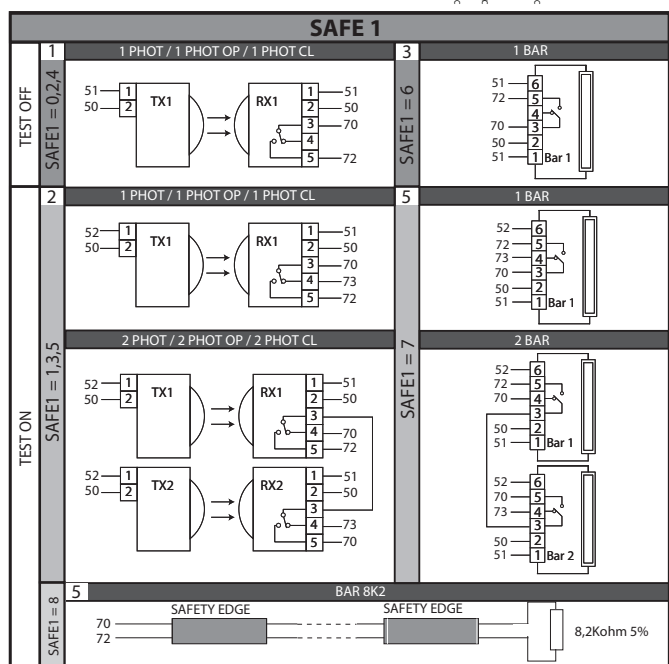 SAFE 1
TEST OFF
SAFE1 = 0,2,4
1
1 PHOT / 1 PHOT OP / 1 PHOT CL
51 1
50 2
TX1
RX1
1 51
2 50
3 70
4
5 72
SAFE1 = 6
3
1 BAR
51 6
72 5
4
70 3
50 2
51 1 Bar 1
TEST ON
SAFE1 = 1,3,5
2
1 PHOT / 1 PHOT OP / 1 PHOT CL
52 1
50 2
TX1
RX1
1 51
2 50
3 70
4 73
5 72
2 PHOT / 2 PHOT OP / 2 PHOT CL
52 1
50 2
TX1
RX1
1 51
2 50
3
4 70
5 72
52 1
50 2
TX2
RX2
1 51
2 50
3
4 73
5 70
SAFE1 = 7
5
1 BAR
52 6
72 5
73 4
70 3
50 2
51 1 Bar 1
2 BAR
52 6
72 5
70 4
3
50 2
51 1 Bar 1
52 6
70 5
73 4
3
50 2
51 1 Bar 2
SAFE1 = 8
5
BAR 8K2
SAFETY EDGE
SAFETY EDGE
70
72
8,2Kohm 5%